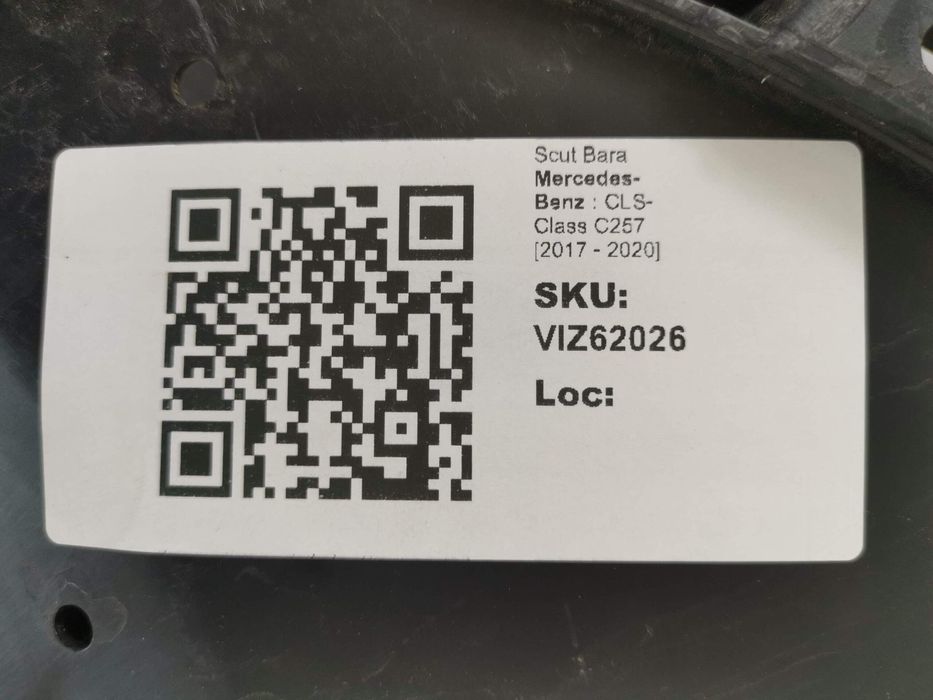 Scut Bara
Mercedes-
Benz : CLS-
Class C257
[2017 - 2020]
SKU:
VIZ62026
Loc: